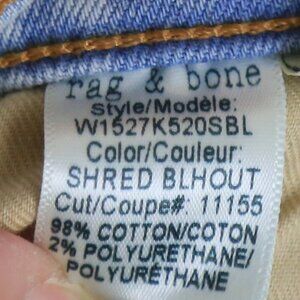 rag & bone
Style/Modèle:
W1527K520SBL
Color/Couleur:
SHRED BLHOUT
Cut/Coupe#: 11155
98% COTTON/COTON
2% POLYURETHANE/
POLYURÉTHANE